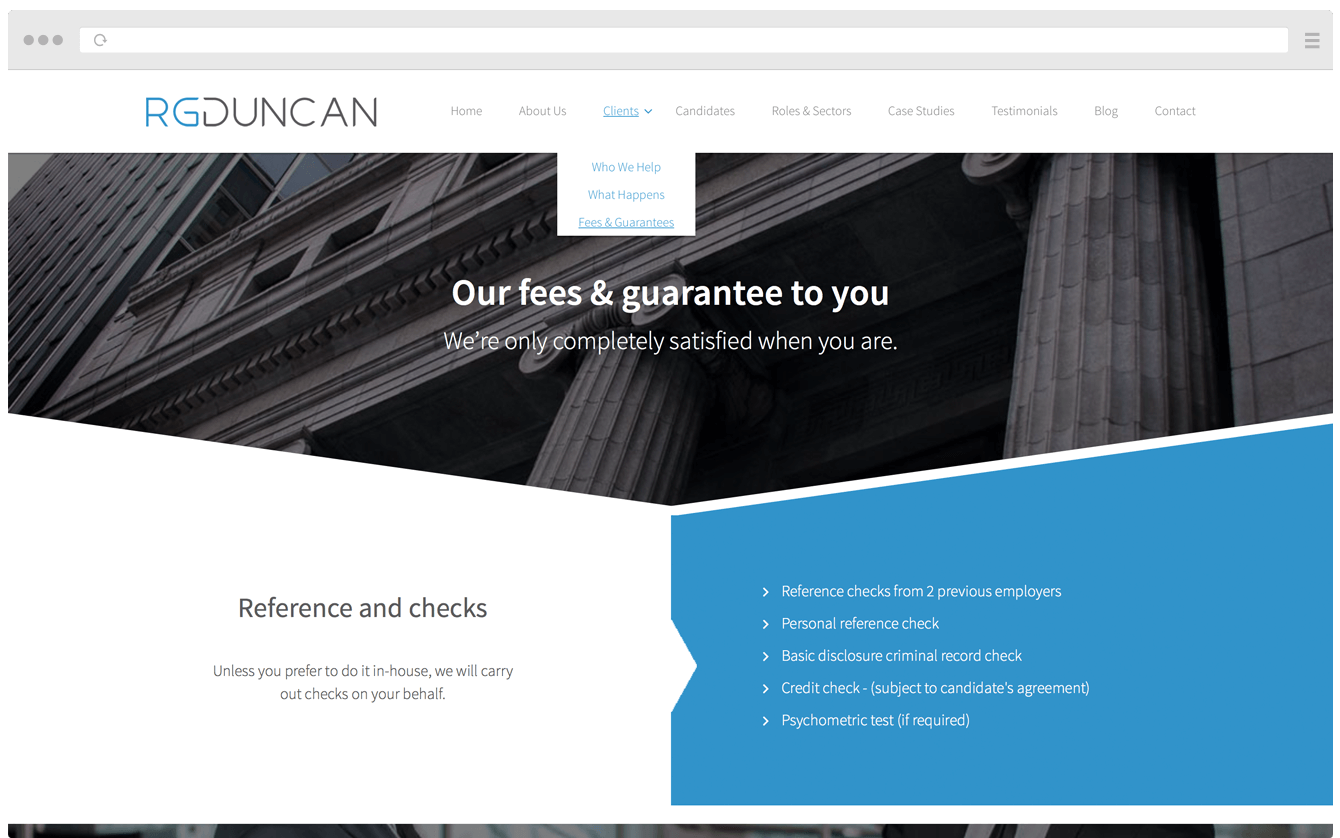 RGDUNCAN
Home About Us Clients Candidates Roles & Sectors Case Studies Testimonials Blog Contact
Who We Help
What Happens
Fees & Guarantees
Our fees & guarantee to you
We’re only completely satisfied when you are.
Reference and checks
Unless you prefer to do it in-house, we will carry
out checks on your behalf.
Reference checks from 2 previous employers
Personal reference check
Basic disclosure criminal record check
Credit check - (subject to candidate's agreement)
Psychometric test (if required)